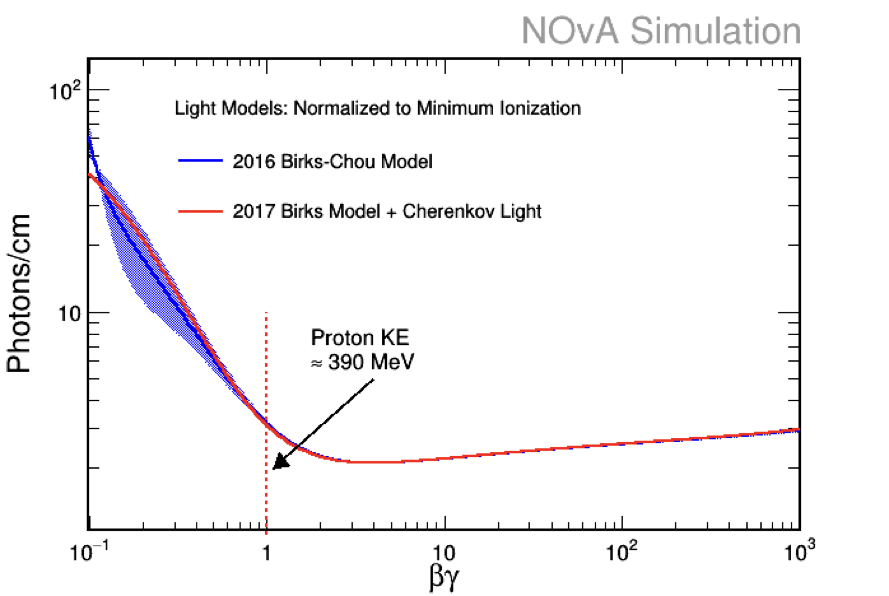 NOvA Simulation
10²
Light Models: Normalized to Minimum Ionization
2016 Birks-Chou Model
2017 Birks Model + Cherenkov Light
Photons/cm
10
Proton KE
≈ 390 MeV
10⁻¹ 1 10 10² 10³
βγ